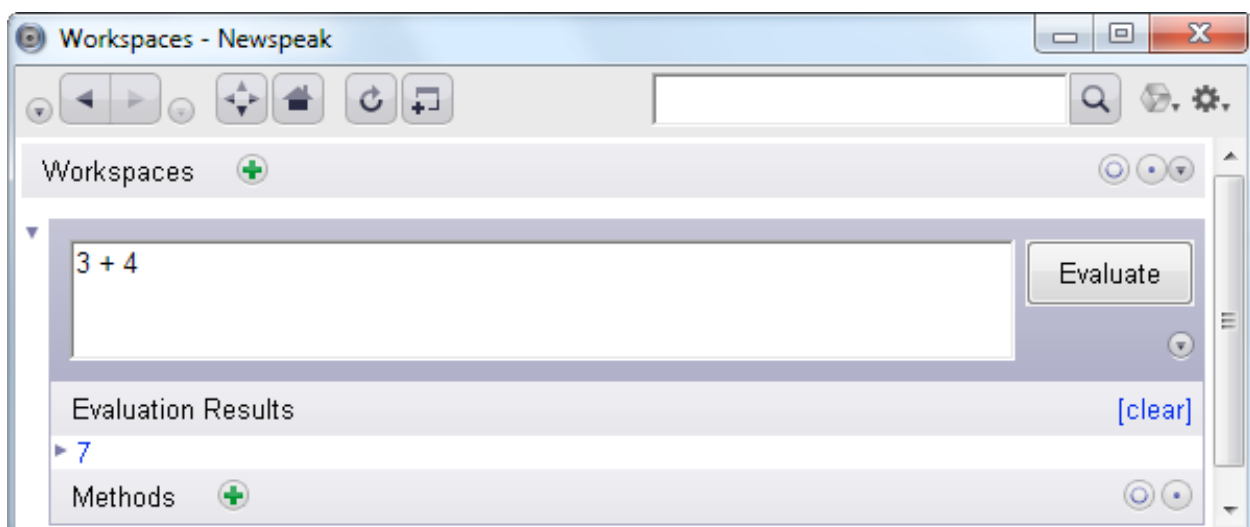 Workspaces - Newspeak
Workspaces
3 + 4
Evaluate
Evaluation Results [clear]
7
Methods